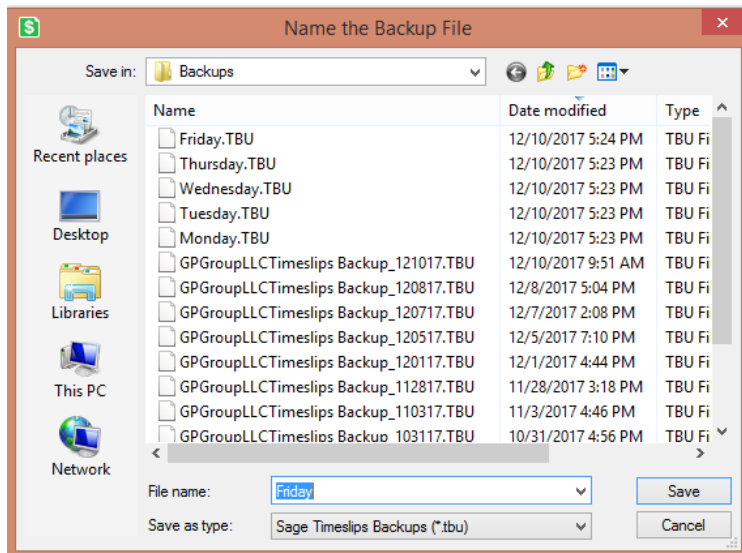 Name the Backup File
Save in: Backups
Name Date modified Type
Friday.TBU 12/10/2017 5:24 PM TBU Fi
Thursday.TBU 12/10/2017 5:23 PM TBU Fi
Wednesday.TBU 12/10/2017 5:23 PM TBU Fi
Tuesday.TBU 12/10/2017 5:23 PM TBU Fi
Monday.TBU 12/10/2017 5:23 PM TBU Fi
GPGroupLLCTimeslips Backup_121017.TBU 12/10/2017 9:51 AM TBU Fi
GPGroupLLCTimeslips Backup_120817.TBU 12/8/2017 5:04 PM TBU Fi
GPGroupLLCTimeslips Backup_120717.TBU 12/7/2017 2:08 PM TBU Fi
GPGroupLLCTimeslips Backup_120517.TBU 12/5/2017 7:10 PM TBU Fi
GPGroupLLCTimeslips Backup_120117.TBU 12/1/2017 4:44 PM TBU Fi
GPGroupLLCTimeslips Backup_112817.TBU 11/28/2017 3:18 PM TBU Fi
GPGroupLLCTimeslips Backup_110317.TBU 11/3/2017 4:46 PM TBU Fi
GPGroupLLCTimeslips Backup_103117.TBU 10/31/2017 4:56 PM TBU Fi
Recent places
Desktop
Libraries
This PC
Network
File name: Friday Save
Save as type: Sage Timeslips Backups (*.tbu) Cancel